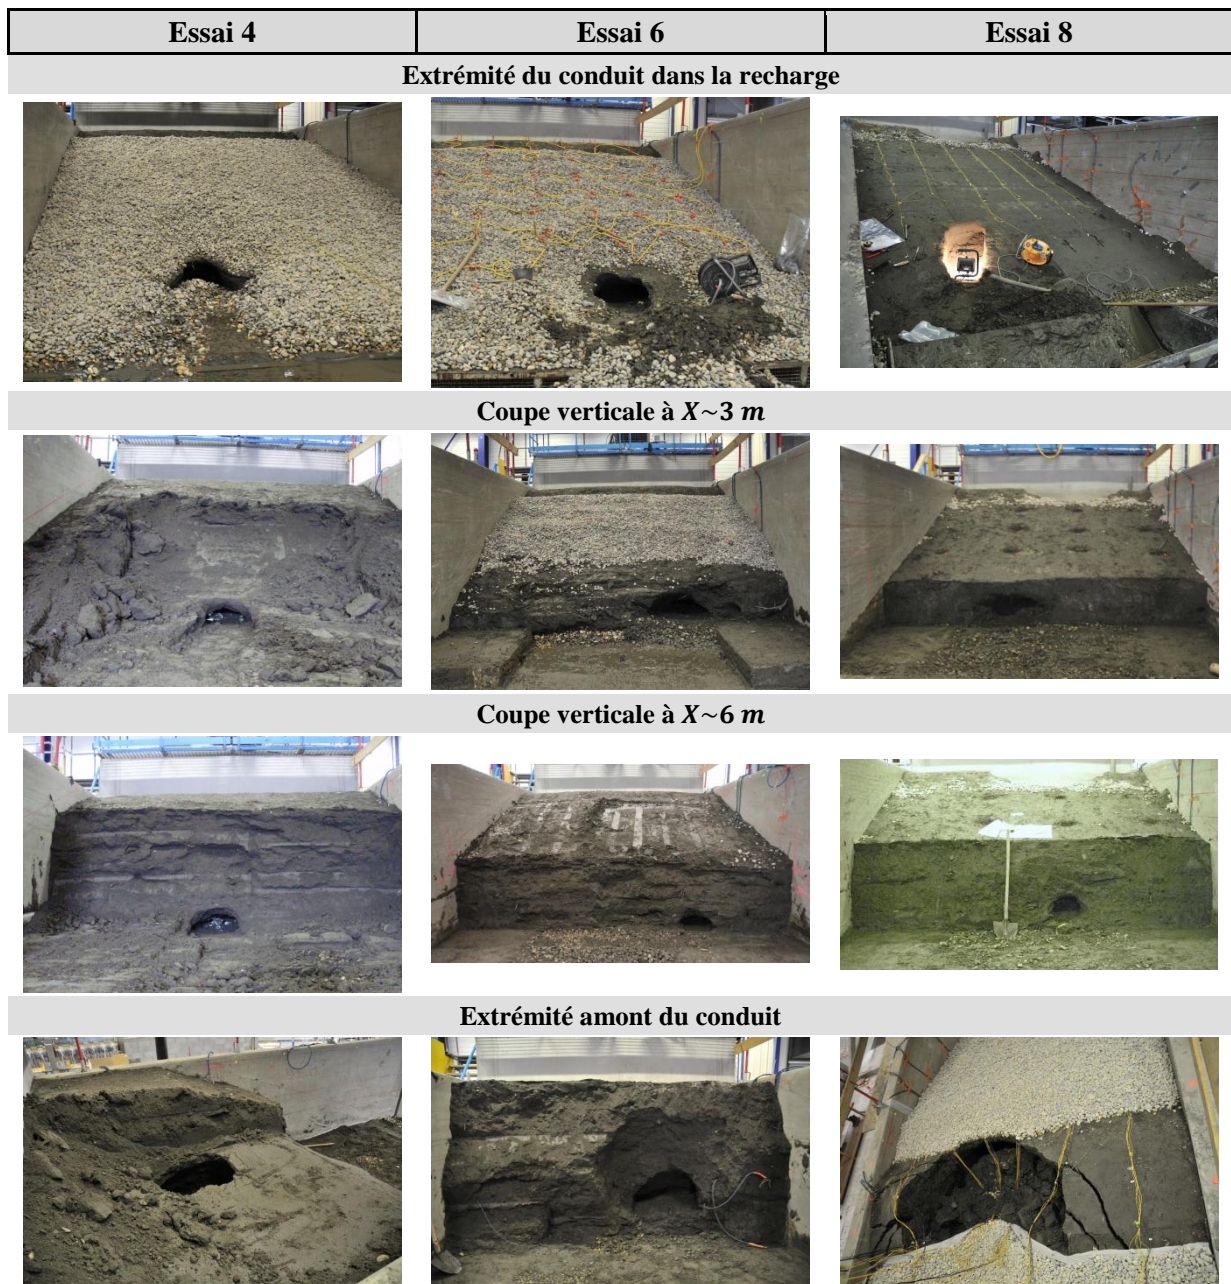 Essai 4 Essai 6 Essai 8
Extrémité du conduit dans la recharge
Coupe verticale à X~3 m
Coupe verticale à X~6 m
Extrémité amont du conduit